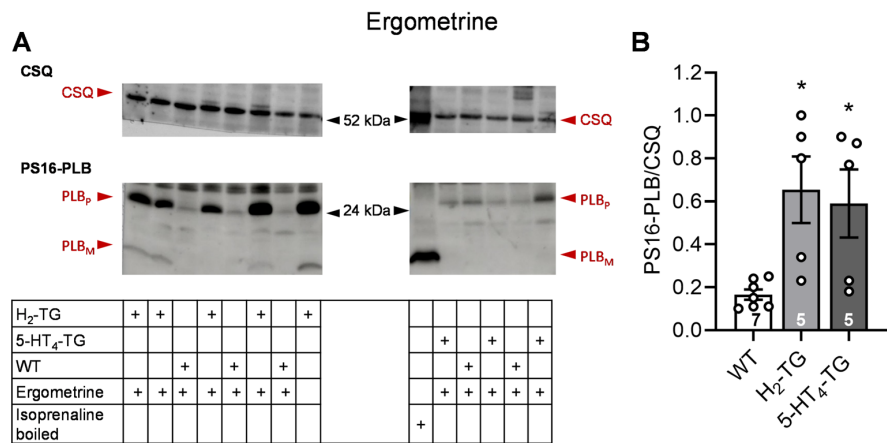 Ergometrine
A
CSQ
CSQ
52 kDa
CSQ
PS16-PLB
PLBP
24 kDa
PLBP
PLBM
PLBM
H2-TG + + + + +
5-HT4-TG + + +
WT + + + + +
Ergometrine + + + + + + + + + + + +
Isoprenaline
boiled +
B
PS16-PLB/CSQ
1.2
1.0
0.8
0.6
0.4
0.2
0.0
* *
7 5 5
WT H2-TG 5-HT4-TG